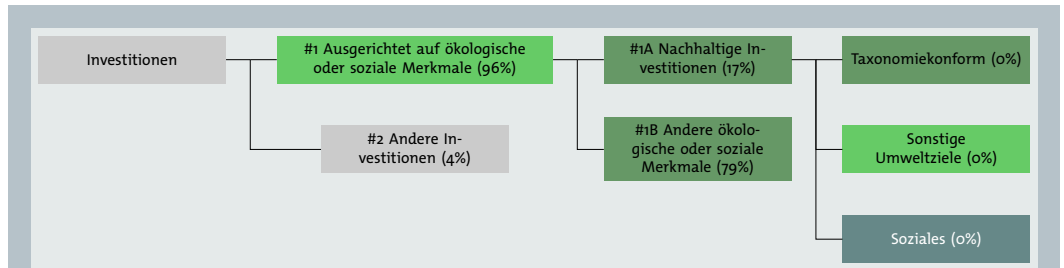 Investitionen
#1 Ausgerichtet auf ökologische
oder soziale Merkmale (96%)
#1A Nachhaltige In-
vestitionen (17%)
Taxonomiekonform (0%)
#2 Andere In-
vestitionen (4%)
#1B Andere ökolo-
gische oder soziale
Merkmale (79%)
Sonstige
Umweltziele (0%)
Soziales (0%)